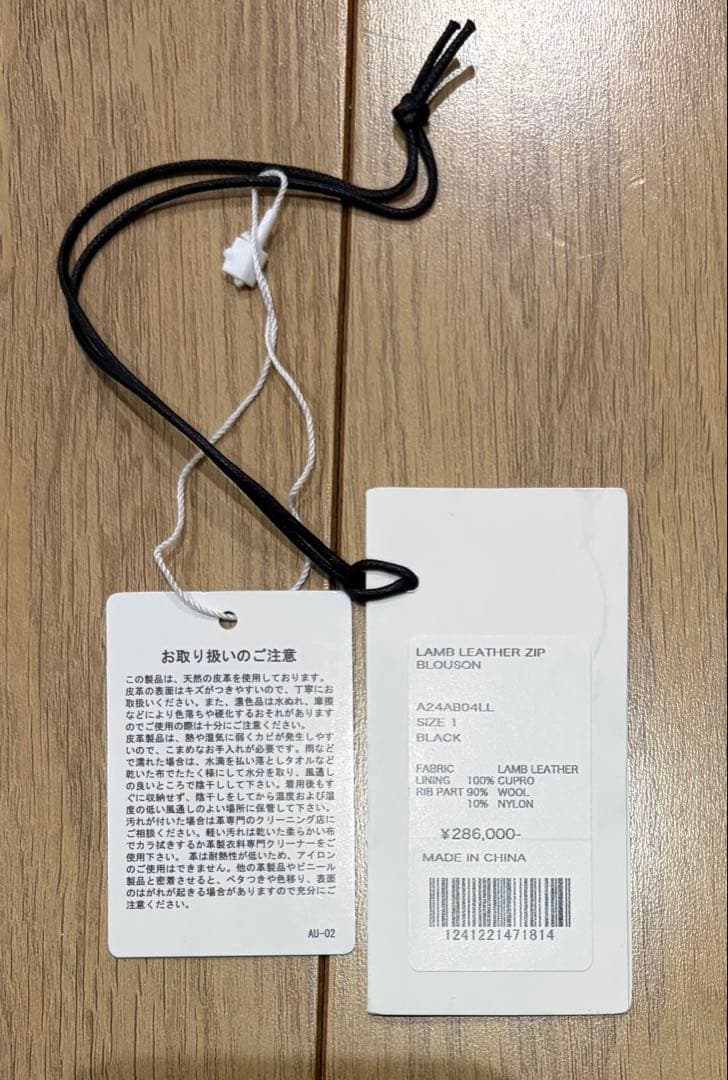 お取り扱いのご注意
この製品は、天然の皮革を使用しております。
皮革の表面はキズがつきやすいので、丁寧にお
取扱いください。また、濃色品は水ぬれ、摩擦
などにより色落ちや硬化するおそれがあります
のでご使用の際は十分にご注意ください。
皮革製品は、熱や湿気に弱くカビが発生しやす
いので、こまめなお手入れが必要です。雨など
で濡れた場合は、水滴を払い落としタオルなど
乾いた布でたたく様にして水分を取り、風通し
の良いところで陰干しして下さい。着用後もす
ぐに収納せず、陰干しをしてから温度および湿
度の低い風通しのよい場所に保管して下さい。
汚れが付いた場合は革専門のクリーニング店に
ご相談ください。軽い汚れは乾いた柔らかい布
でカラ拭きするか革製衣料専門クリーナーをご
使用下さい。 革は耐熱性が低いため、アイロン
のご使用はできません。他の革製品やビニール
製品と密着させると、ベタつきや色移り、表面
のはがれが起きる場合がありますので充分にご
注意ください。
AU-02
LAMB LEATHER ZIP
BLOUSON
A24AB04LL
SIZE 1
BLACK
FABRIC LAMB LEATHER
LINING 100% CUPRO
RIB PART 90% WOOL
10% NYLON
¥286,000-
MADE IN CHINA
1241221471814